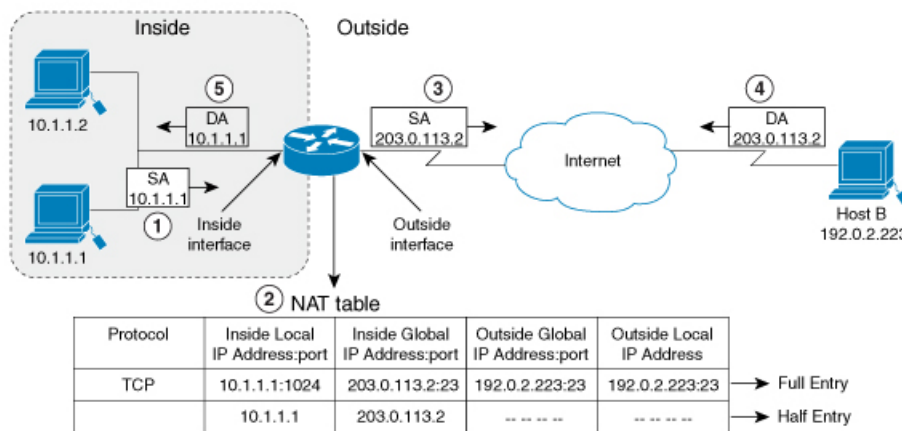 Inside
Outside
10.1.1.2
5
DA
10.1.1.1
3
SA
203.0.113.2
4
DA
203.0.113.2
Internet
SA
10.1.1.1
1
10.1.1.1
Inside
interface
Outside
interface
Host B
192.0.2.223
2 NAT table
Protocol
Inside Local
IP Address:port
Inside Global
IP Address:port
Outside Global
IP Address:port
Outside Local
IP Address
TCP
10.1.1.1:1024
203.0.113.2:23
192.0.2.223:23
192.0.2.223:23
Full Entry
10.1.1.1
203.0.113.2
-- -- -- --
-- -- -- --
Half Entry